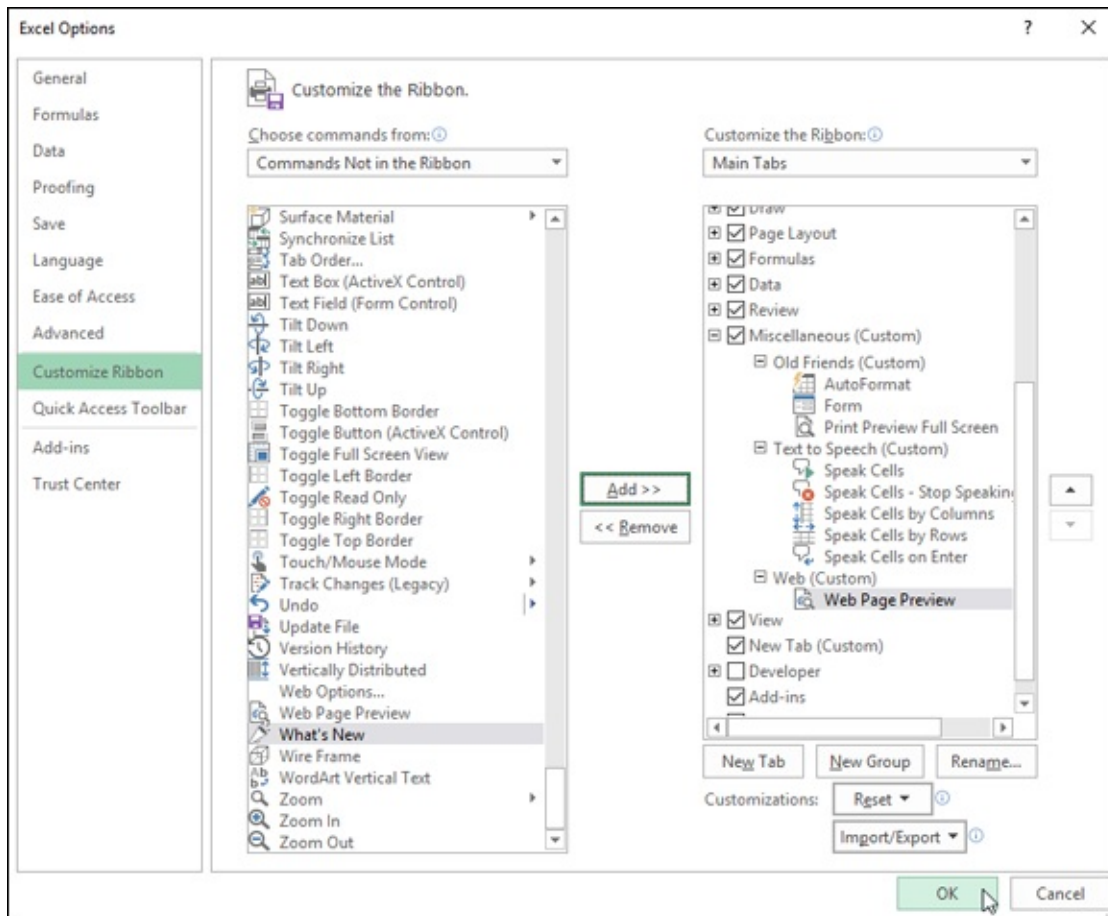 Excel Options
?
General
Formulas
Data
Proofing
Save
Language
Ease of Access
Advanced
Customize Ribbon
Quick Access Toolbar
Add-ins
Trust Center
Customize the Ribbon.
Choose commands from:
Commands Not in the Ribbon
Surface Material
Synchronize List
Tab Order...
Text Box (ActiveX Control)
Text Field (Form Control)
Tilt Down
Tilt Left
Tilt Right
Tilt Up
Toggle Bottom Border
Toggle Button (ActiveX Control)
Toggle Full Screen View
Toggle Left Border
Toggle Read Only
Toggle Right Border
Toggle Top Border
Touch/Mouse Mode
Track Changes (Legacy)
Undo
Update File
Version History
Vertically Distributed
Web Options...
Web Page Preview
What's New
Wire Frame
WordArt Vertical Text
Zoom
Zoom In
Zoom Out
Add >>
<< Remove
Customize the Ribbon:
Main Tabs
Draw
Page Layout
Formulas
Data
Review
Miscellaneous (Custom)
Old Friends (Custom)
AutoFormat
Form
Print Preview Full Screen
Text to Speech (Custom)
Speak Cells
Speak Cells - Stop Speaking
Speak Cells by Columns
Speak Cells by Rows
Speak Cells on Enter
Web (Custom)
Web Page Preview
View
New Tab (Custom)
Developer
Add-ins
New Tab
New Group
Rename...
Customizations:
Reset
Import/Export
OK
Cancel